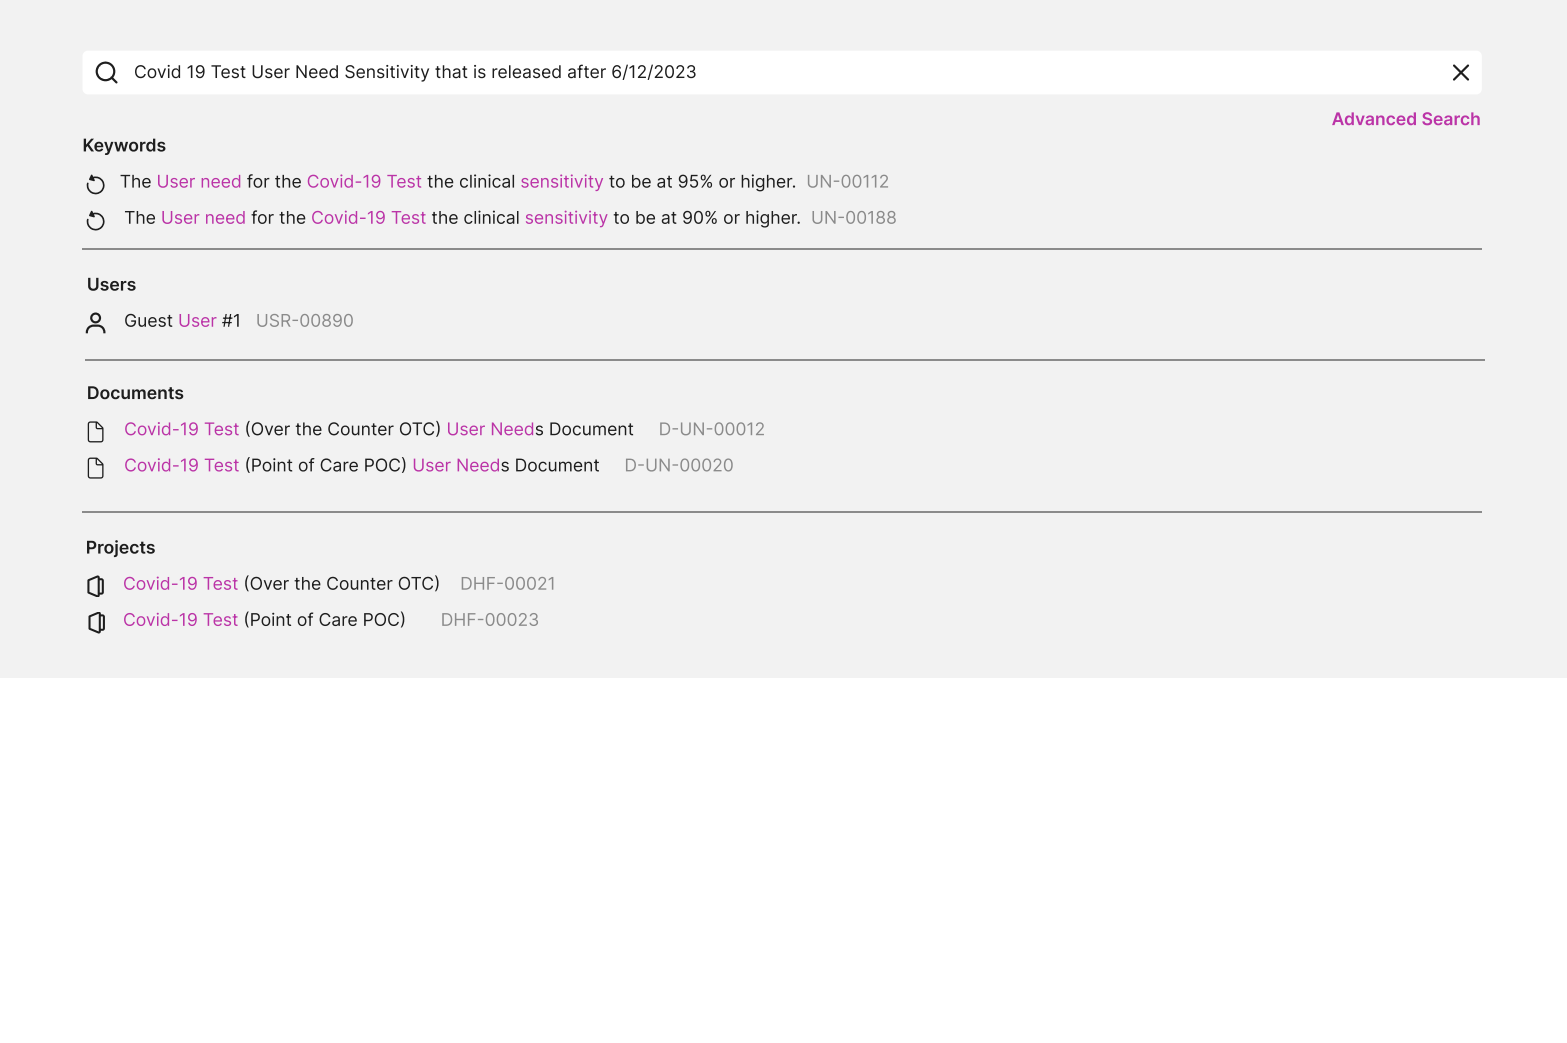 Covid 19 Test User Need Sensitivity that is released after 6/12/2023
Advanced Search
Keywords
The User need for the Covid-19 Test the clinical sensitivity to be at 95% or higher. UN-00112
The User need for the Covid-19 Test the clinical sensitivity to be at 90% or higher. UN-00188
Users
Guest User #1 USR-00890
Documents
Covid-19 Test (Over the Counter OTC) User Needs Document D-UN-00012
Covid-19 Test (Point of Care POC) User Needs Document D-UN-00020
Projects
Covid-19 Test (Over the Counter OTC) DHF-00021
Covid-19 Test (Point of Care POC) DHF-00023